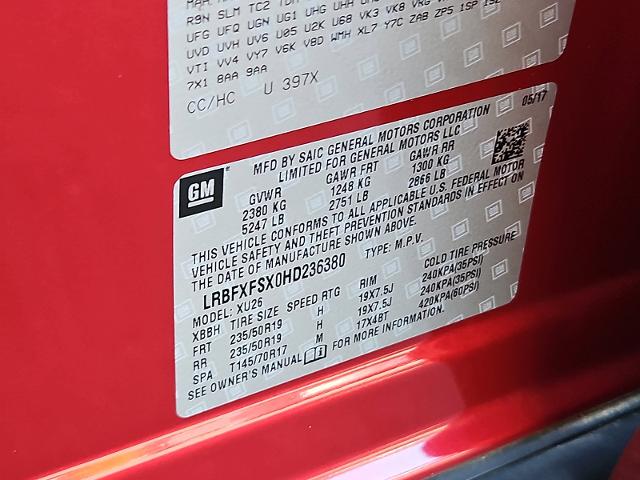 R9N SLM TC2
UFG UFQ UGN UG1 UHG UHH
UVD UVH UV6 U05 U2K U68 VK3 VK8 VRG
VTI VV4 VY7 V6K V8D WMH XL7 Y7C ZAB ZP5 1SP
7X1 8AA 9AA
CC/HC U 397X
05/17
GM
MFD BY SAIC GENERAL MOTORS CORPORATION
LIMITED FOR GENERAL MOTORS LLC
GVWR GAWR FRT GAWR RR
2380 KG 1248 KG 1300 KG
5247 LB 2751 LB 2866 LB
THIS VEHICLE CONFORMS TO ALL APPLICABLE U.S. FEDERAL MOTOR
VEHICLE SAFETY AND THEFT PREVENTION STANDARDS IN EFFECT ON
THE DATE OF MANUFACTURE SHOWN ABOVE.
LRBFXFSX0HD236380 TYPE: M.P.V.
MODEL: XU26
XBBH TIRE SIZE SPEED RTG RIM COLD TIRE PRESSURE
FRT 235/50R19 H 19X7.5J 240KPA(35PSI)
RR 235/50R19 H 19X7.5J 240KPA(35PSI)
SPA T145/70R17 M 17X4BT 420KPA(60PSI)
SEE OWNER'S MANUAL FOR MORE INFORMATION.